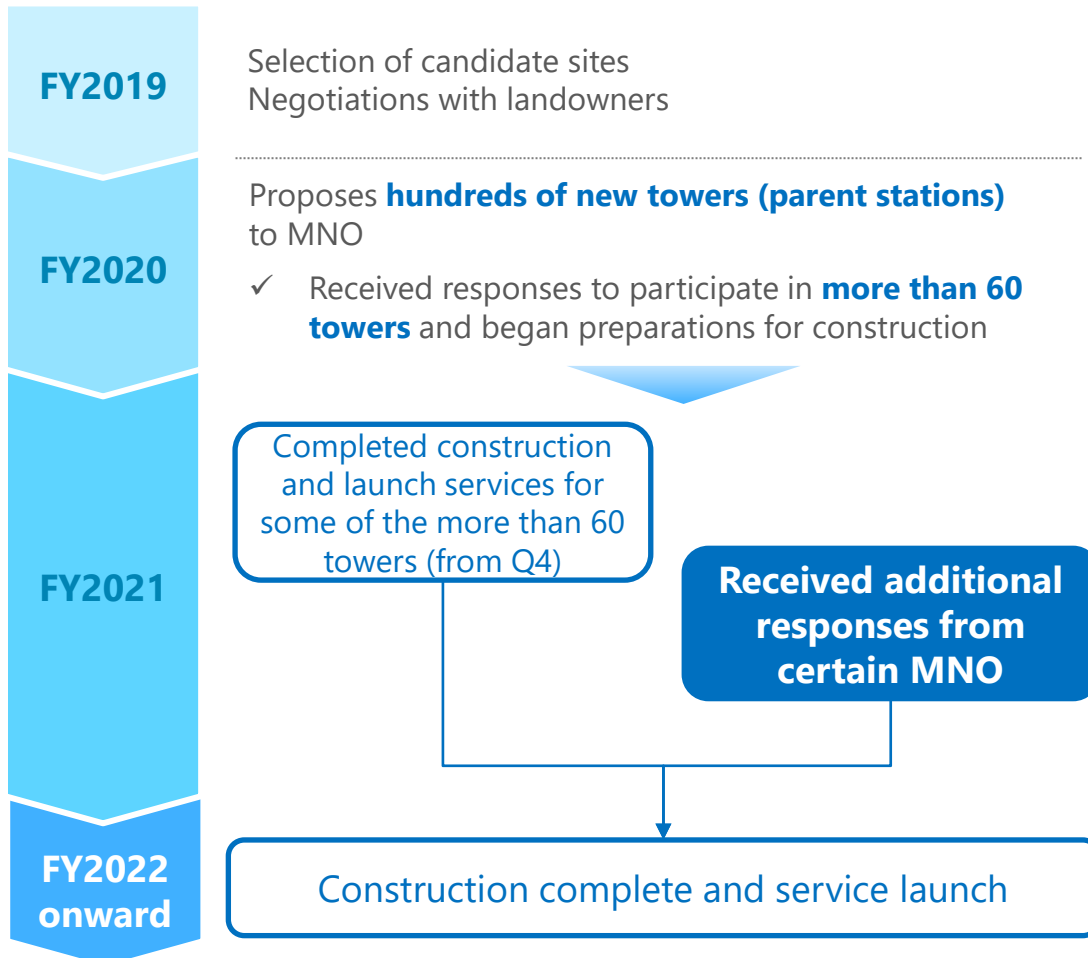 FY2019
Selection of candidate sites
Negotiations with landowners
FY2020
Proposes hundreds of new towers (parent stations)
to MNO
✓ Received responses to participate in more than 60
towers and began preparations for construction
FY2021
Completed construction
and launch services for
some of the more than 60
towers (from Q4)
Received additional
responses from
certain MNO
FY2022
onward
Construction complete and service launch